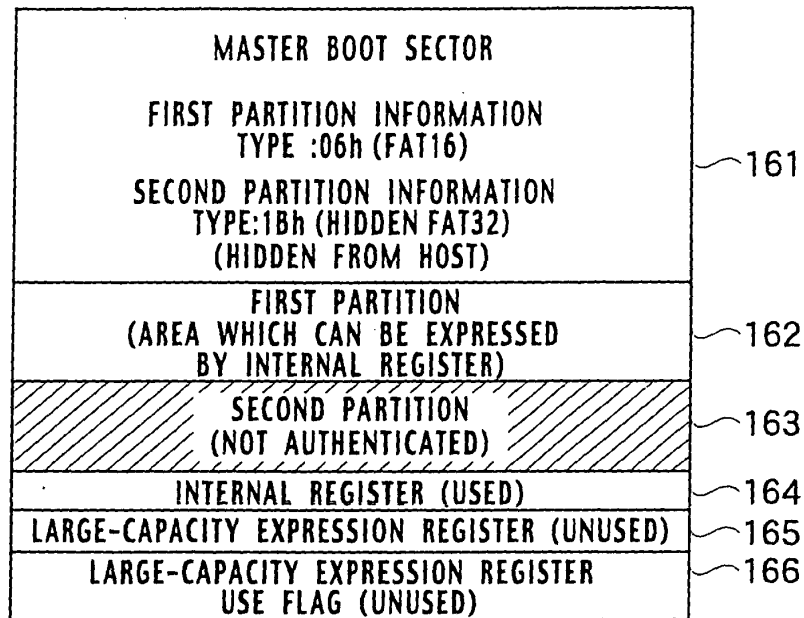 MASTER BOOT SECTOR
FIRST PARTITION INFORMATION
TYPE :06h (FAT16)
SECOND PARTITION INFORMATION
TYPE:1Bh (HIDDEN FAT32)
(HIDDEN FROM HOST)
161
FIRST PARTITION
(AREA WHICH CAN BE EXPRESSED
BY INTERNAL REGISTER)
162
SECOND PARTITION
(NOT AUTHENTICATED)
163
INTERNAL REGISTER (USED)
164
LARGE-CAPACITY EXPRESSION REGISTER (UNUSED)
165
LARGE-CAPACITY EXPRESSION REGISTER
USE FLAG (UNUSED)
166